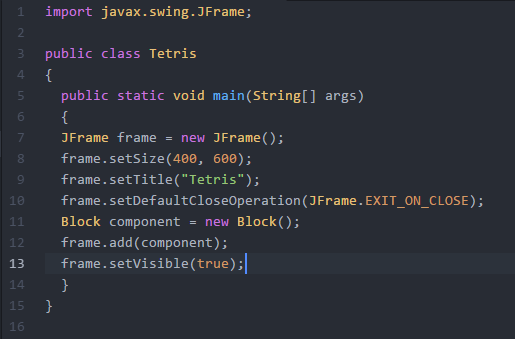 1 import javax.swing.JFrame;
2
3 public class Tetris
4 {
5 public static void main(String[] args)
6 {
7 JFrame frame = new JFrame();
8 frame.setSize(400, 600);
9 frame.setTitle("Tetris");
10 frame.setDefaultCloseOperation(JFrame.EXIT_ON_CLOSE);
11 Block component = new Block();
12 frame.add(component);
13 frame.setVisible(true);
14 }
15 }
16